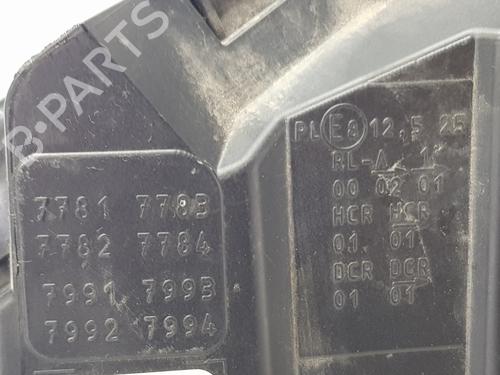 B-PARTS
7781 7783
7782 7784
7991 7993
7992 7994
PL E8 12,5 25
RL-A 1
00 02 01
HCR HCR
01 01
DCR DCR
01 01